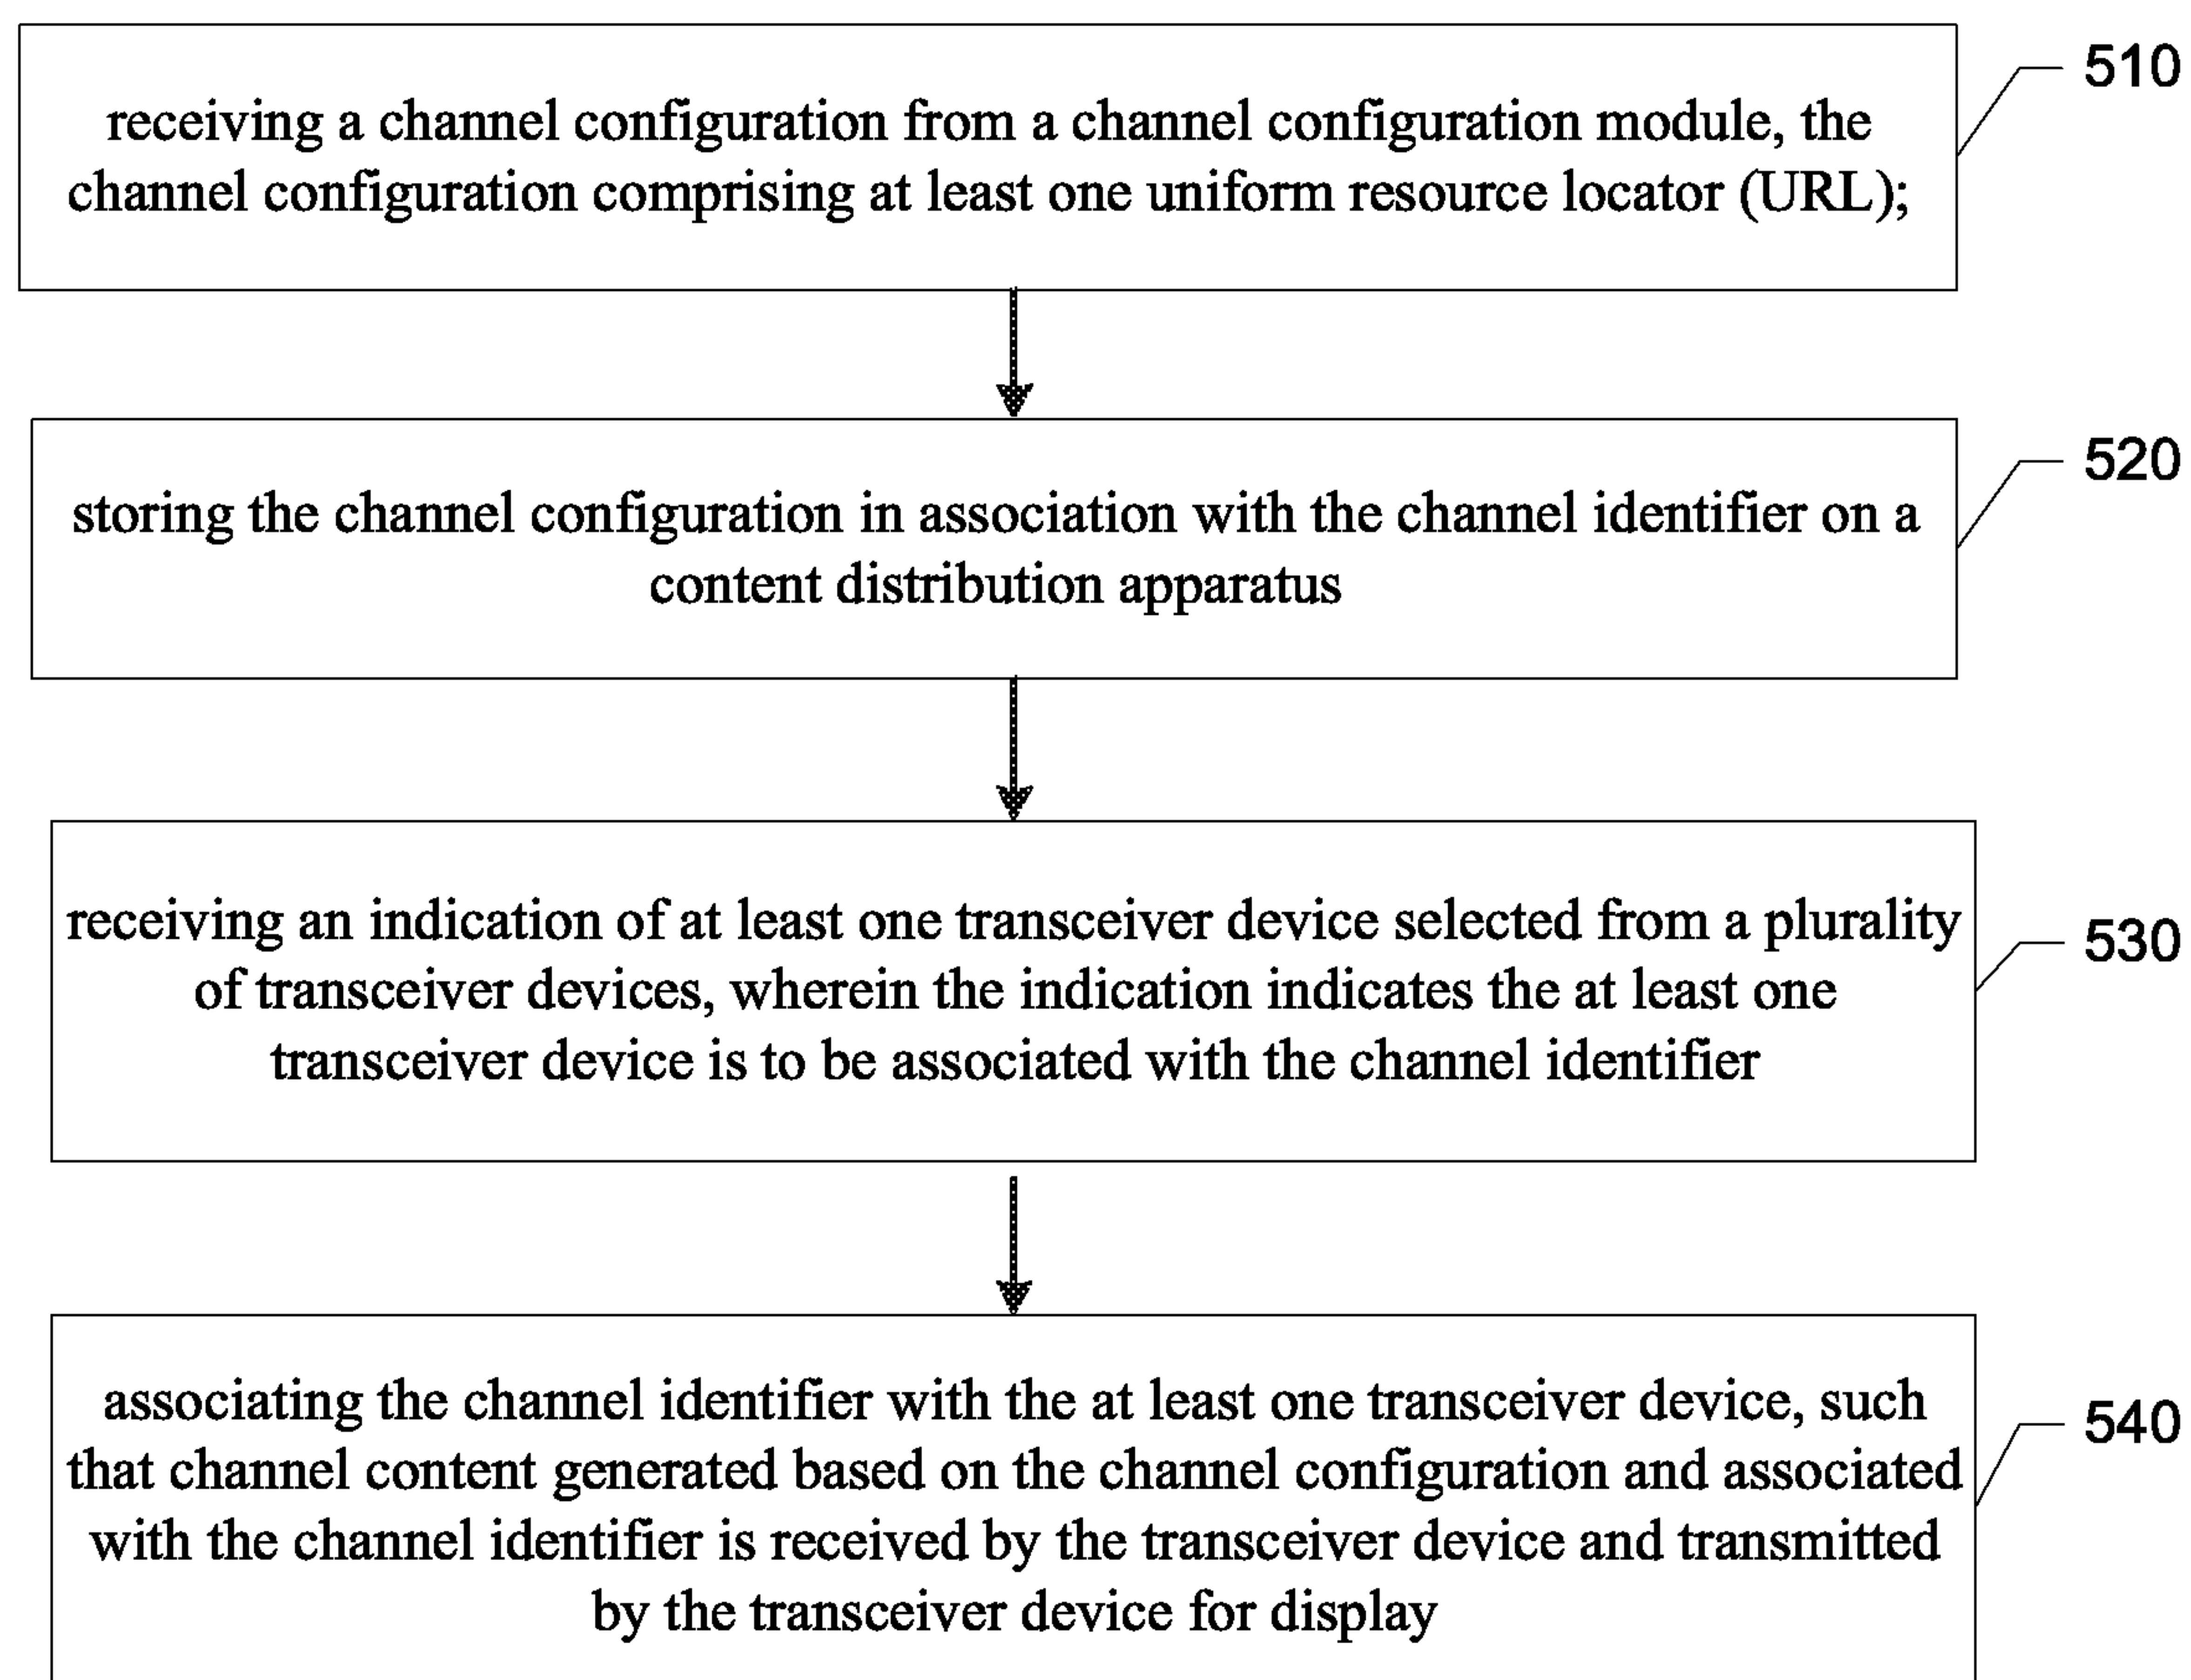 receiving a channel configuration from a channel configuration module, the
channel configuration comprising at least one uniform resource locator (URL);
510
storing the channel configuration in association with the channel identifier on a
content distribution apparatus
520
receiving an indication of at least one transceiver device selected from a plurality
of transceiver devices, wherein the indication indicates the at least one
transceiver device is to be associated with the channel identifier
530
associating the channel identifier with the at least one transceiver device, such
that channel content generated based on the channel configuration and associated
with the channel identifier is received by the transceiver device and transmitted
by the transceiver device for display
540